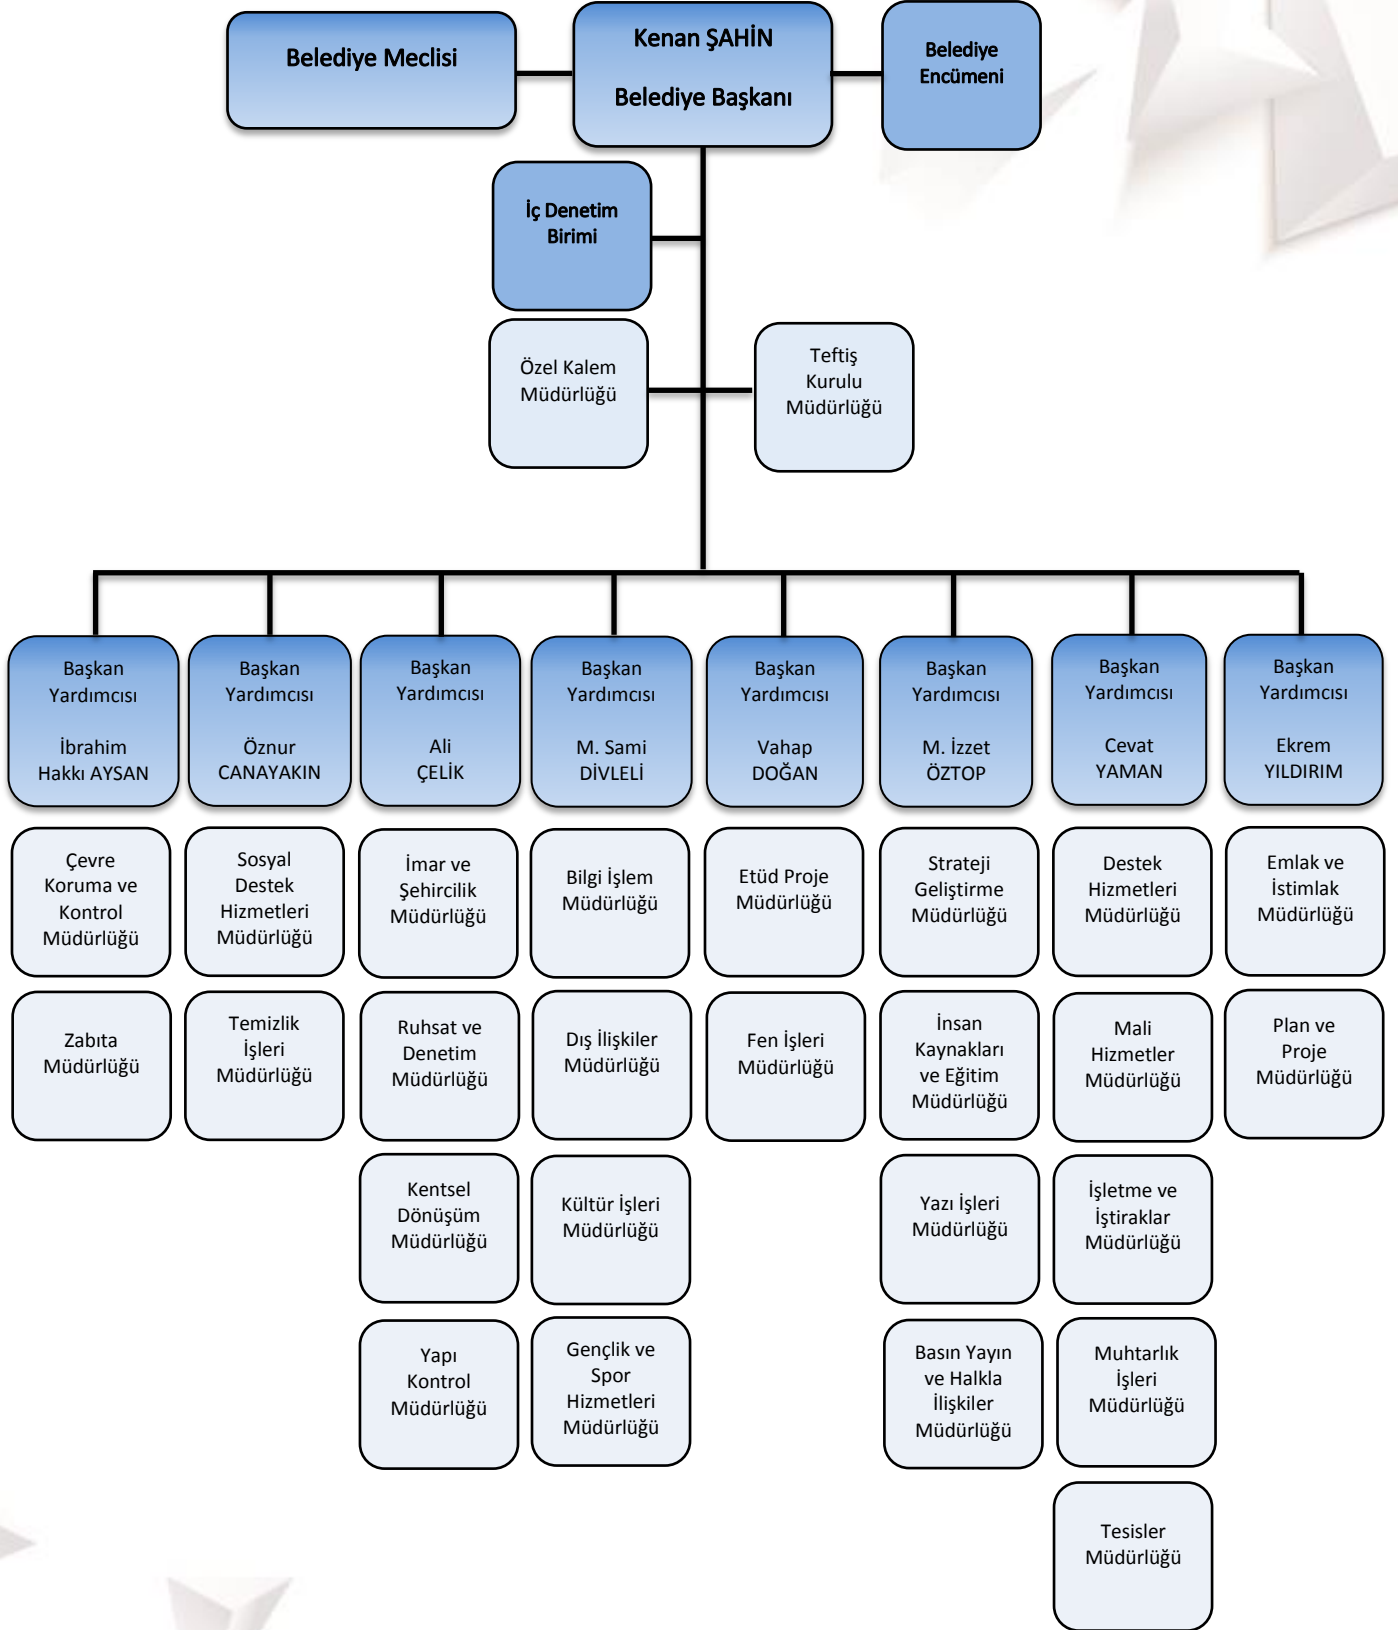 Belediye Meclisi
Kenan ŞAHİN
Belediye Başkanı
Belediye
Encümeni
İç Denetim
Birimi
Özel Kalem
Müdürlüğü
Teftiş
Kurulu
Müdürlüğü
Başkan
Yardımcısı
İbrahim
Hakkı AYSAN
Başkan
Yardımcısı
Öznur
CANAYAKIN
Başkan
Yardımcısı
Ali
ÇELİK
Başkan
Yardımcısı
M. Sami
DİVLELİ
Başkan
Yardımcısı
Vahap
DOĞAN
Başkan
Yardımcısı
M. İzzet
ÖZTOP
Başkan
Yardımcısı
Cevat
YAMAN
Başkan
Yardımcısı
Ekrem
YILDIRIM
Çevre
Koruma ve
Kontrol
Müdürlüğü
Sosyal
Destek
Hizmetleri
Müdürlüğü
İmar ve
Şehircilik
Müdürlüğü
Bilgi İşlem
Müdürlüğü
Etüd Proje
Müdürlüğü
Strateji
Geliştirme
Müdürlüğü
Destek
Hizmetleri
Müdürlüğü
Emlak ve
İstimlak
Müdürlüğü
Zabıta
Müdürlüğü
Temizlik
İşleri
Müdürlüğü
Ruhsat ve
Denetim
Müdürlüğü
Dış İlişkiler
Müdürlüğü
Fen İşleri
Müdürlüğü
İnsan
Kaynakları
ve Eğitim
Müdürlüğü
Mali
Hizmetler
Müdürlüğü
Plan ve
Proje
Müdürlüğü
Kentsel
Dönüşüm
Müdürlüğü
Kültür İşleri
Müdürlüğü
Yazı İşleri
Müdürlüğü
İşletme ve
İştiraklar
Müdürlüğü
Yapı
Kontrol
Müdürlüğü
Gençlik ve
Spor
Hizmetleri
Müdürlüğü
Basın Yayın
ve Halkla
İlişkiler
Müdürlüğü
Muhtarlık
İşleri
Müdürlüğü
Tesisler
Müdürlüğü